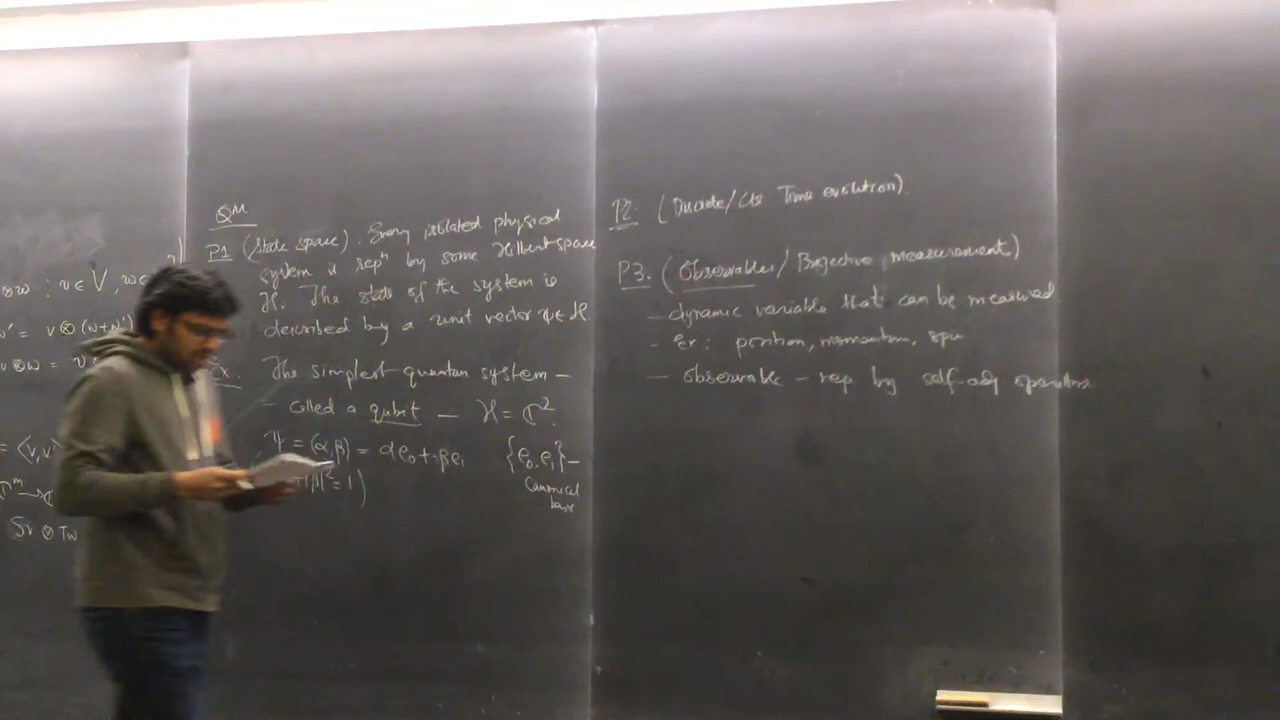 ⊗w : v ∈ V, w ∈
w' = v ⊗ (w+w')
v ⊗ w =
= ⟨v,v
Sv ⊗ Tw
QM
P1 (State space). Every isolated physical
system is repⁿ by some Hilbert space
H. The state of the system is
described by a unit vector ψ ∈ H
Ex. The simplest quantum system –
– called a qubit — H = ℂ².
ψ = (α,β) = αe₀ + βe₁ {e₀, e₁} –
+|β|² = 1) Canonical
basis
P2: (Discrete/Cts Time evolution).
P3. (Observables / Projective measurement)
– dynamic variable that can be measured
– Ex: position, momentum, spin
– observable – rep by self-adj operators